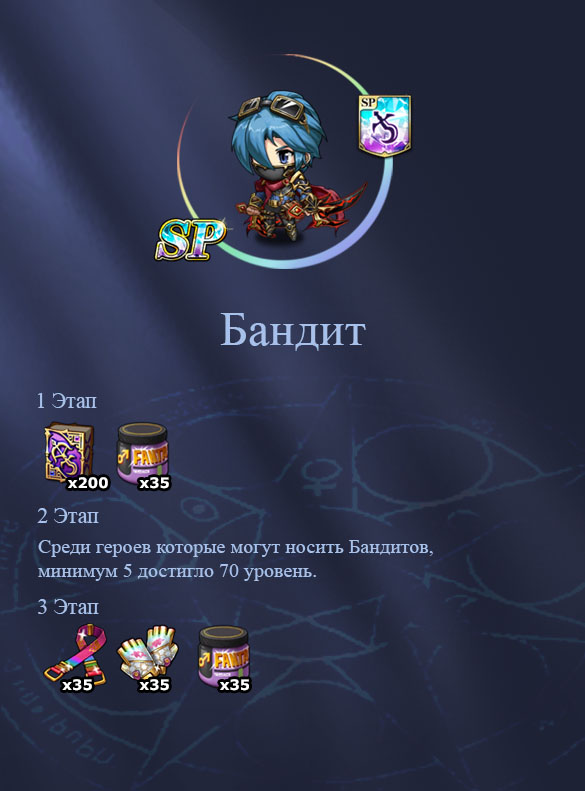 SP
SP
Бандит
1 Этап
x200
x35
2 Этап
Среди героев которые могут носить Бандитов,
минимум 5 достигло 70 уровень.
3 Этап
x35
x35
x35